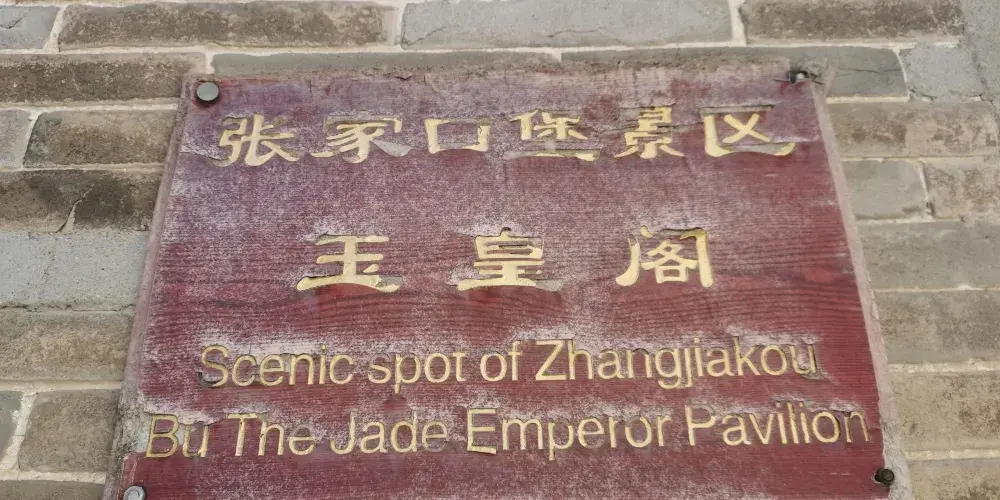 张家口堡景区
玉皇阁
Scenic spot of Zhangjiakou
Bu The Jade Emperor Pavilion